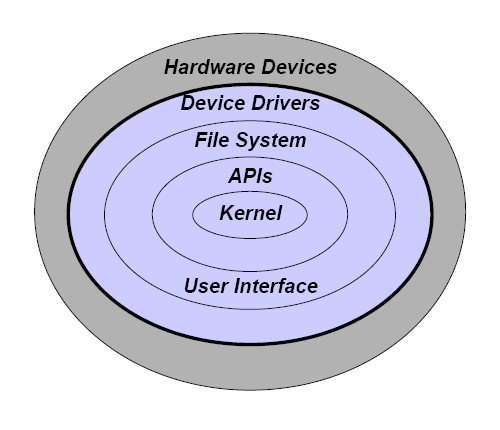 Hardware Devices
Device Drivers
File System
APIs
Kernel
User Interface